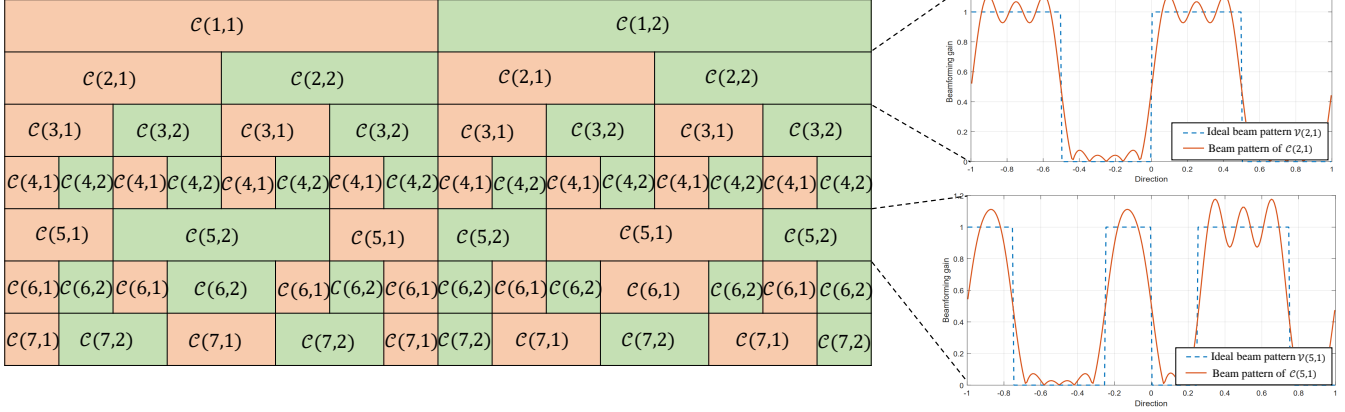 𝒞(1,1) 𝒞(1,2)
𝒞(2,1) 𝒞(2,2) 𝒞(2,1) 𝒞(2,2)
𝒞(3,1) 𝒞(3,2) 𝒞(3,1) 𝒞(3,2) 𝒞(3,1) 𝒞(3,2) 𝒞(3,1) 𝒞(3,2)
𝒞(4,1) 𝒞(4,2) 𝒞(4,1) 𝒞(4,2) 𝒞(4,1) 𝒞(4,2) 𝒞(4,1) 𝒞(4,2) 𝒞(4,1) 𝒞(4,2) 𝒞(4,1) 𝒞(4,2) 𝒞(4,1) 𝒞(4,2) 𝒞(4,1) 𝒞(4,2)
𝒞(5,1) 𝒞(5,2) 𝒞(5,1) 𝒞(5,2) 𝒞(5,1) 𝒞(5,2)
𝒞(6,1) 𝒞(6,2) 𝒞(6,1) 𝒞(6,2) 𝒞(6,1) 𝒞(6,2) 𝒞(6,1) 𝒞(6,2) 𝒞(6,1) 𝒞(6,2) 𝒞(6,1) 𝒞(6,2) 𝒞(6,1) 𝒞(6,2)
𝒞(7,1) 𝒞(7,2) 𝒞(7,1) 𝒞(7,2) 𝒞(7,1) 𝒞(7,2) 𝒞(7,1) 𝒞(7,2) 𝒞(7,1) 𝒞(7,2)
1
0.8
0.6
0.4
0.2
Beamforming gain
Ideal beam pattern 𝒱(2,1)
Beam pattern of 𝒞(2,1)
-1 -0.8 -0.6 -0.4 -0.2 0 0.2 0.4 0.6 0.8 1
Direction
1.2
1
0.8
0.6
0.4
0.2
0
Beamforming gain
Ideal beam pattern 𝒱(5,1)
Beam pattern of 𝒞(5,1)
-1 -0.8 -0.6 -0.4 -0.2 0 0.2 0.4 0.6 0.8 1
Direction